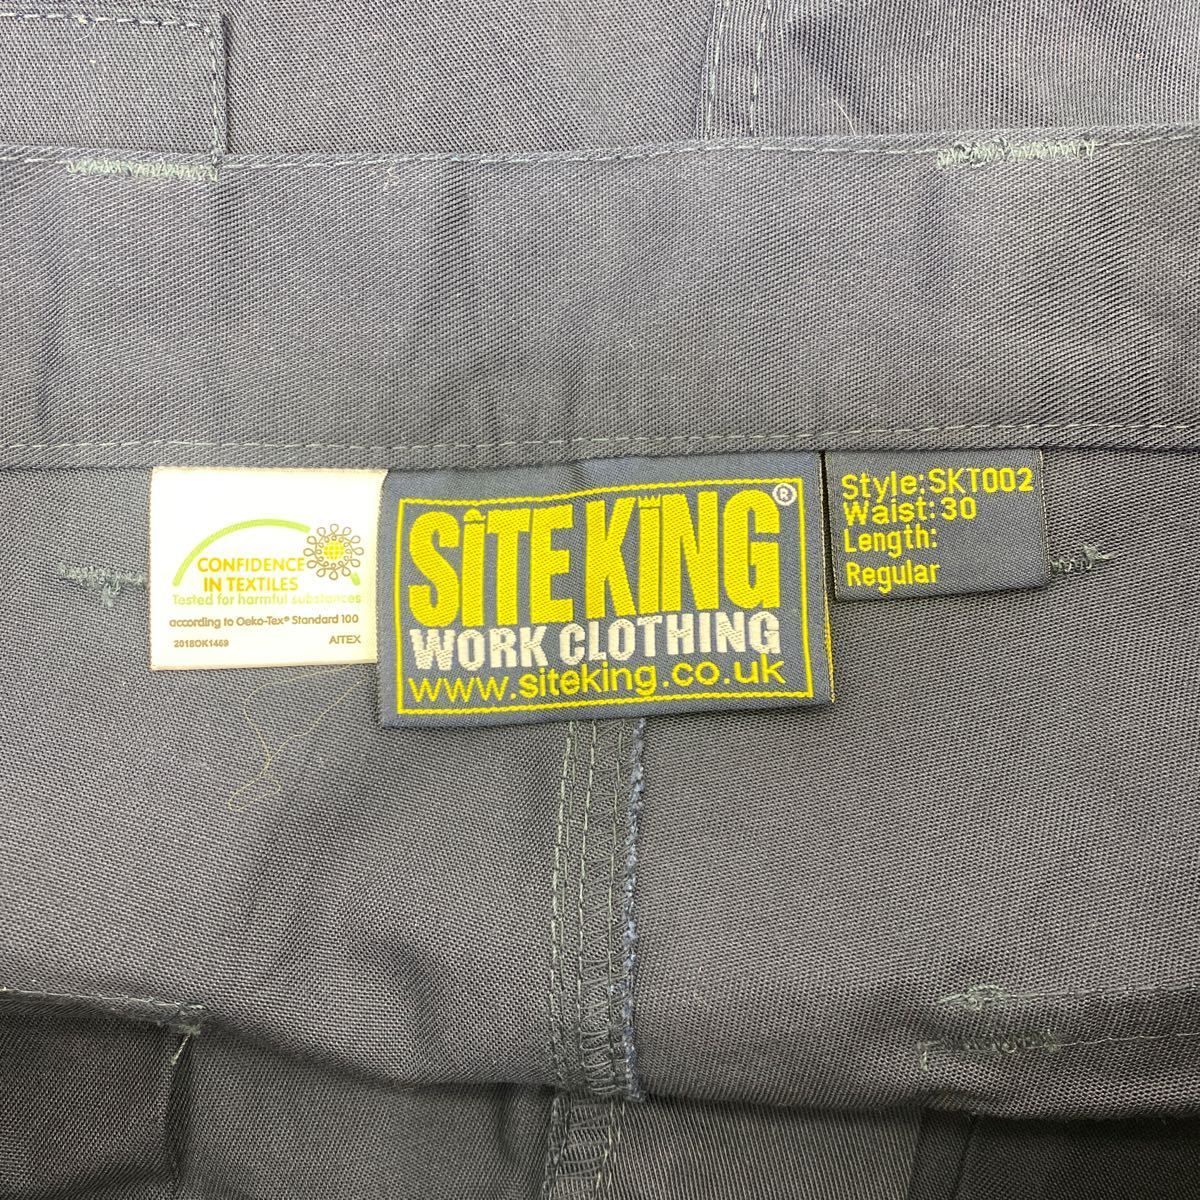 CONFIDENCE
IN TEXTILES
Tested for harmful substances
according to Oeko-Tex® Standard 100
2018OK1469 AITEX
SITE KING®
WORK CLOTHING
www.siteking.co.uk
Style:SKT002
Waist:30
Length:
Regular